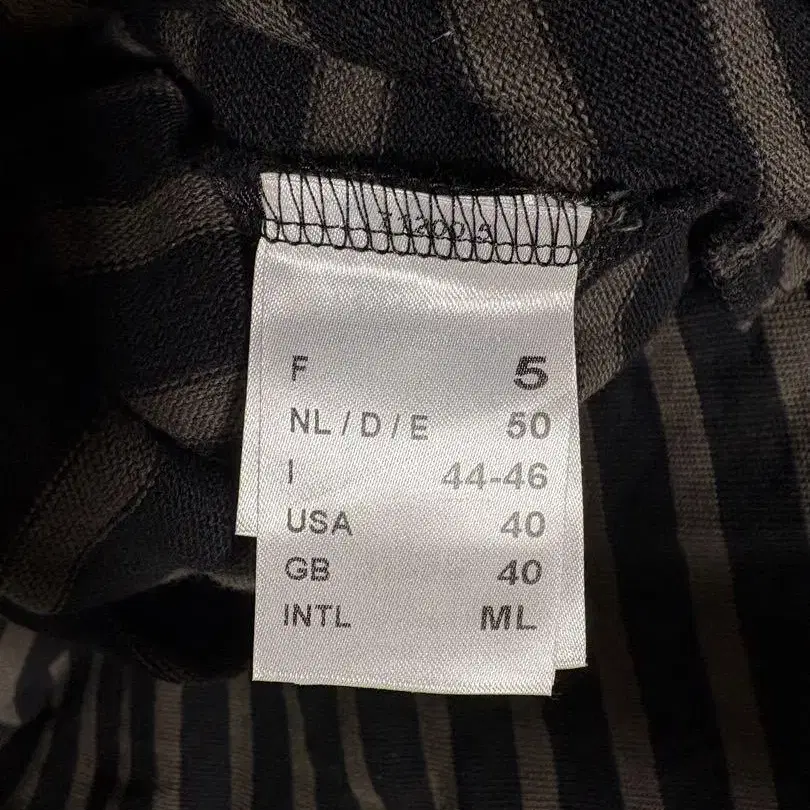 F 5
NL / D / E 50
I 44-46
USA 40
GB 40
INTL ML